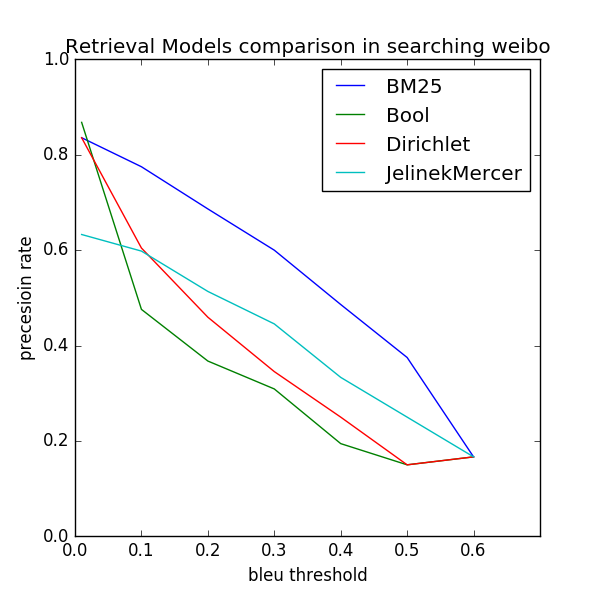 Retrieval Models comparison in searching weibo
1.0
0.8
0.6
0.4
0.2
0.0
precesioin rate
BM25
Bool
Dirichlet
JelinekMercer
0.0 0.1 0.2 0.3 0.4 0.5 0.6
bleu threshold